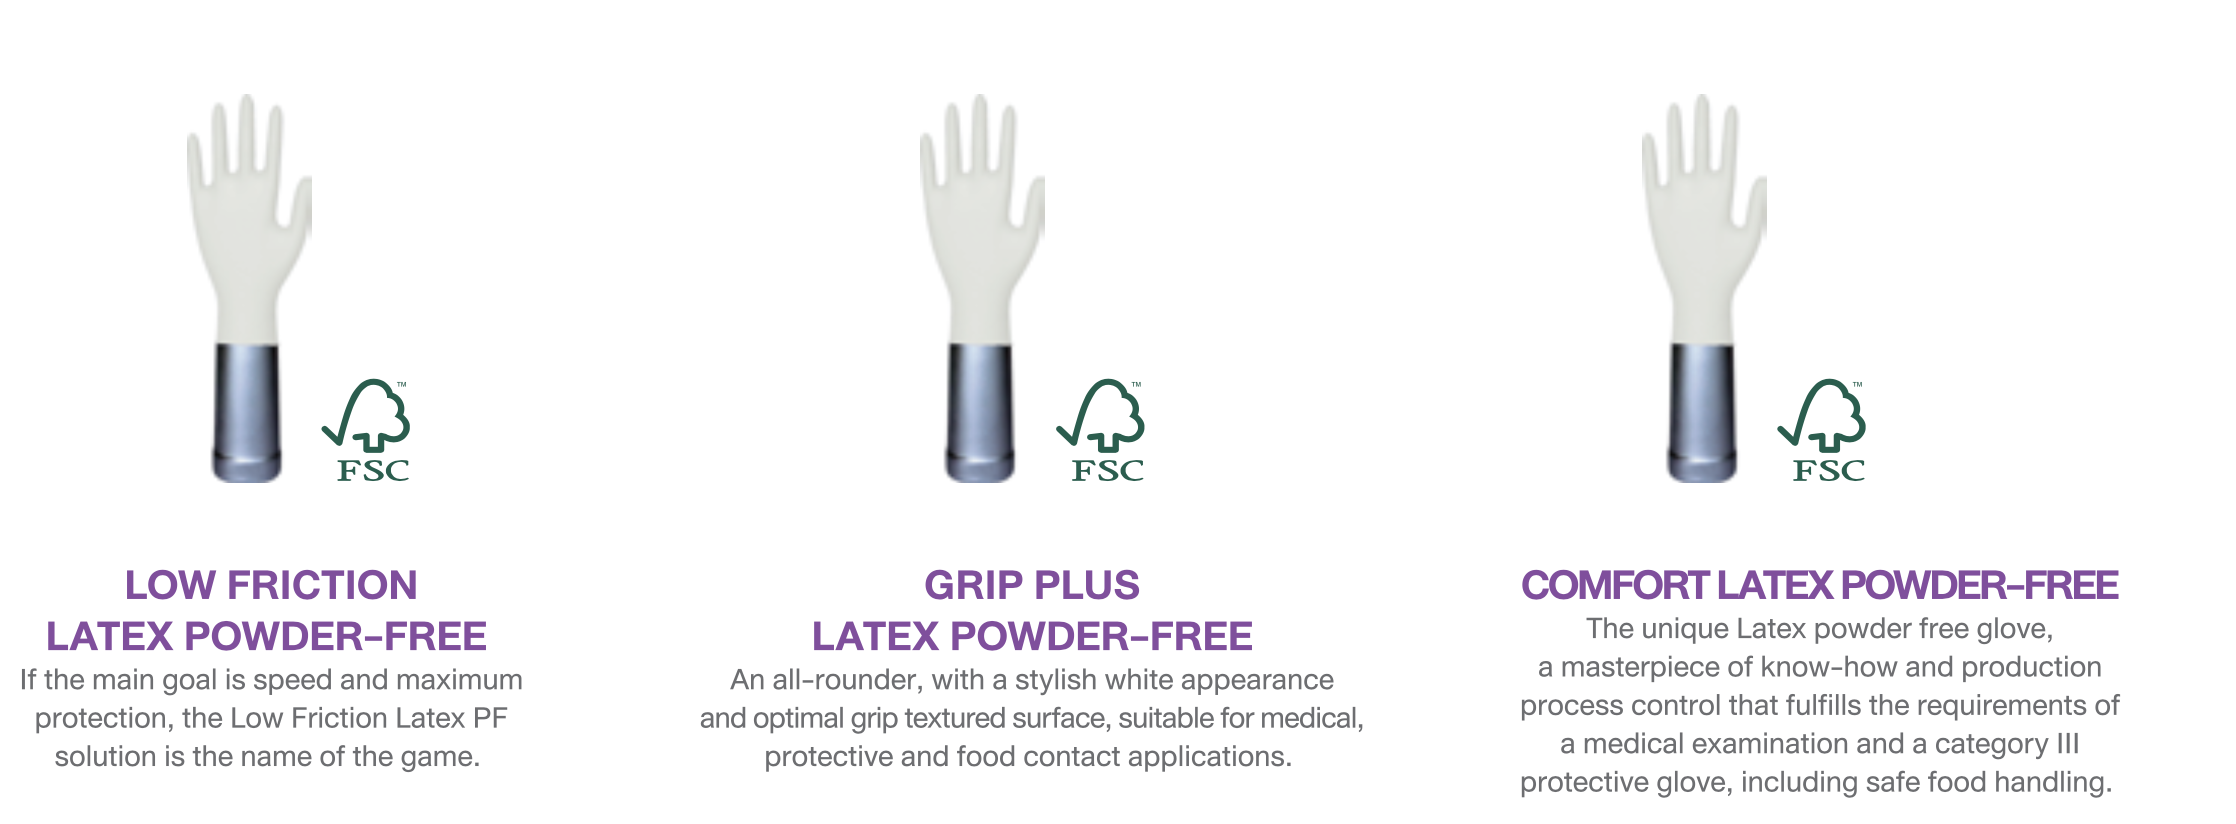 ™
FSC
™
FSC
™
FSC
LOW FRICTION
LATEX POWDER-FREE
If the main goal is speed and maximum
protection, the Low Friction Latex PF
solution is the name of the game.
GRIP PLUS
LATEX POWDER-FREE
An all-rounder, with a stylish white appearance
and optimal grip textured surface, suitable for medical,
protective and food contact applications.
COMFORT LATEX POWDER-FREE
The unique Latex powder free glove,
a masterpiece of know-how and production
process control that fulfills the requirements of
a medical examination and a category III
protective glove, including safe food handling.